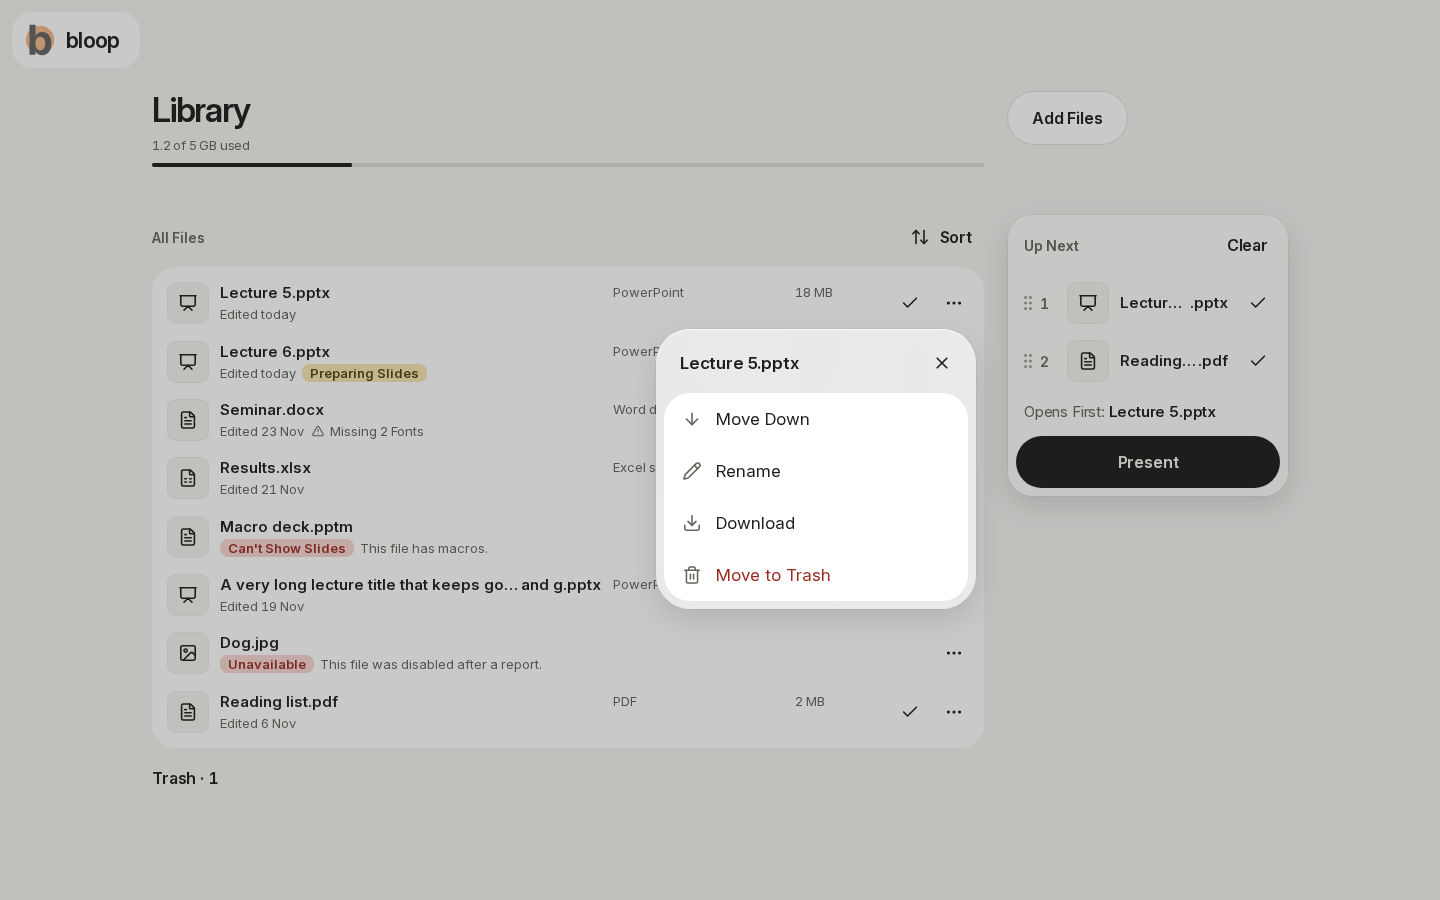 bloop
Library
1.2 of 5 GB used
Add Files
All Files
Sort
Lecture 5.pptx
Edited today
PowerPoint
18 MB
Lecture 6.pptx
Edited today
Preparing Slides
Seminar.docx
Edited 23 Nov
Missing 2 Fonts
Word d
Results.xlsx
Edited 21 Nov
Excel s
Macro deck.pptm
Can't Show Slides
This file has macros.
A very long lecture title that keeps go… and g.pptx
Edited 19 Nov
Dog.jpg
Unavailable
This file was disabled after a report.
Reading list.pdf
Edited 6 Nov
PDF
2 MB
Trash · 1
Lecture 5.pptx
Move Down
Rename
Download
Move to Trash
Up Next
Clear
1
Lectur… .pptx
2
Reading.….pdf
Opens First: Lecture 5.pptx
Present